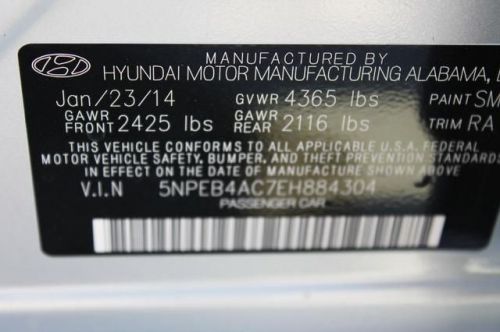 MANUFACTURED BY
HYUNDAI MOTOR MANUFACTURING ALABAMA,
Jan/23/14 GVWR 4365 lbs PAINT SM
GAWR FRONT 2425 lbs GAWR REAR 2116 lbs TRIM RA
THIS VEHICLE CONFORMS TO ALL APPLICABLE U.S.A. FEDERAL
MOTOR VEHICLE SAFETY, BUMPER, AND THEFT PREVENTION STANDARDS
IN EFFECT ON THE DATE OF MANUFACTURE SHOWN ABOVE.
V.I.N 5NPEB4AC7EH884304
PASSENGER CAR